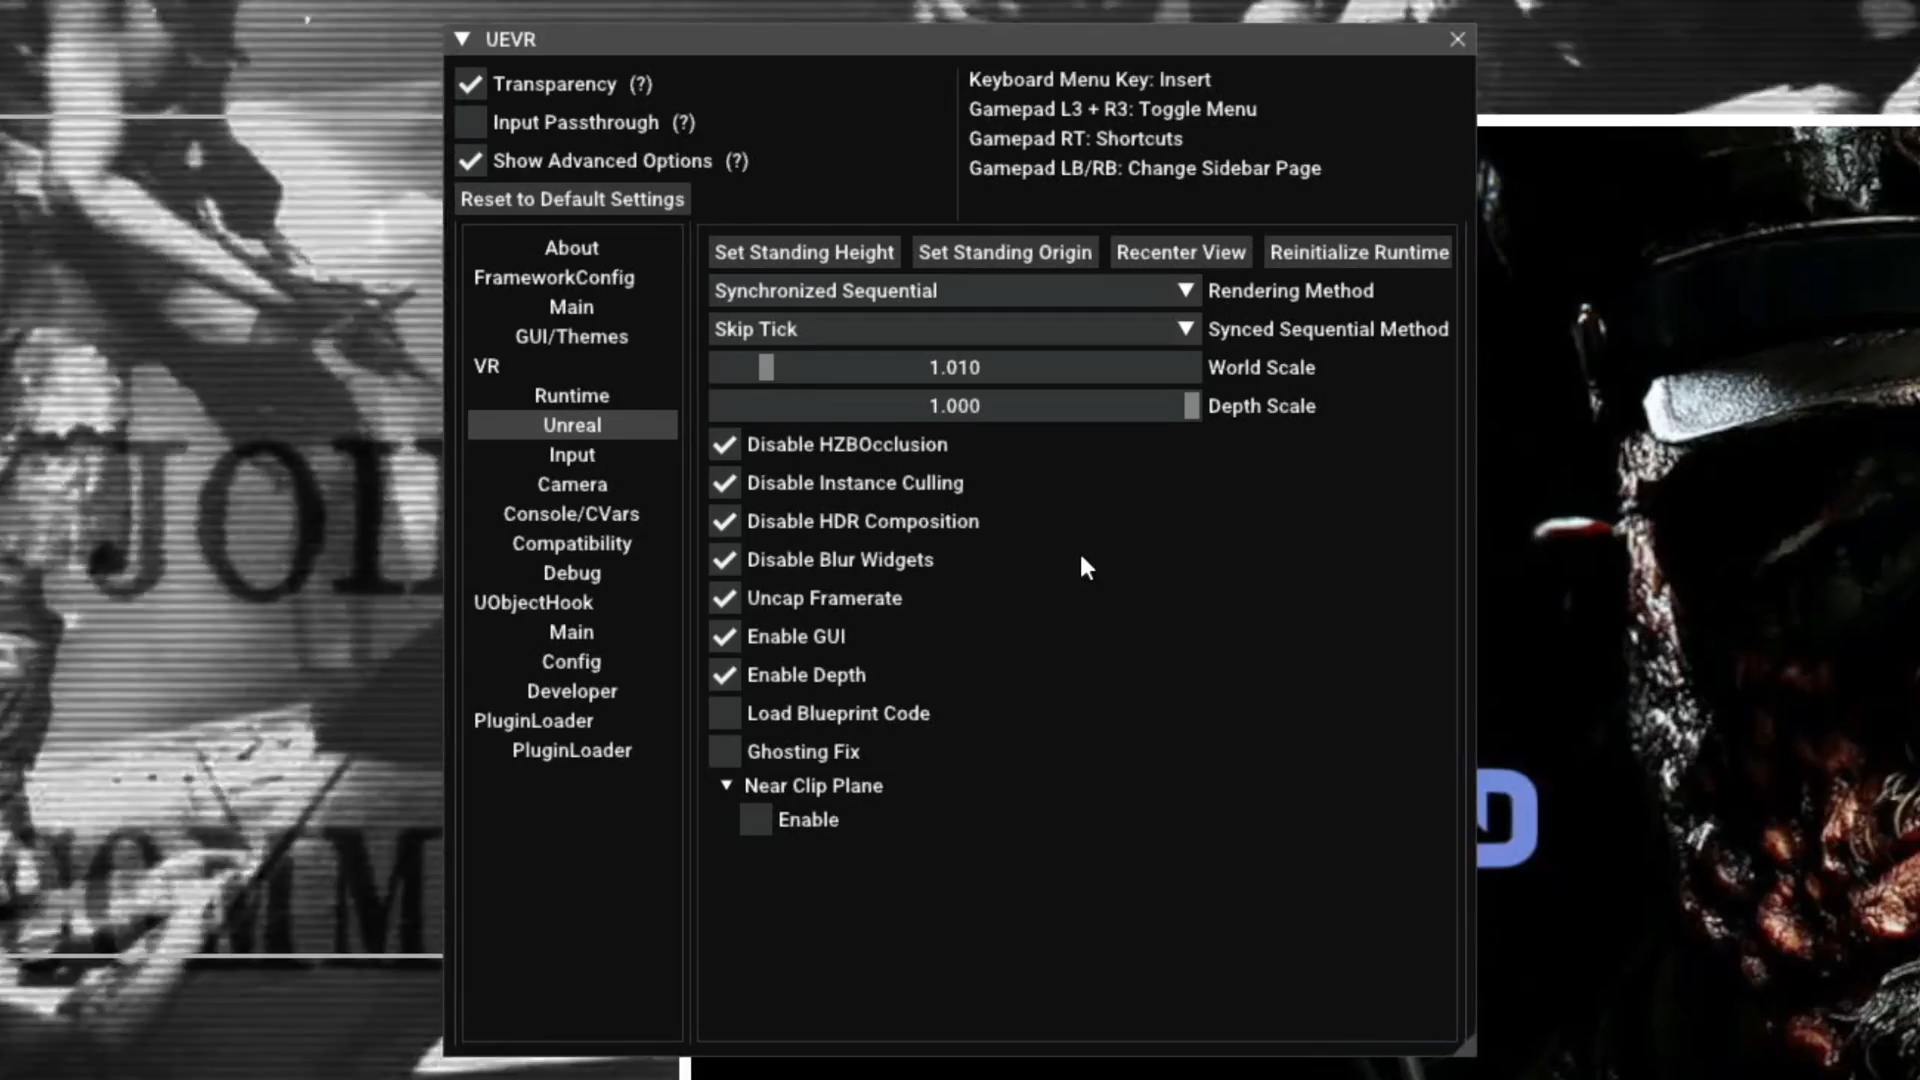 UEVR
Transparency (?)
Input Passthrough (?)
Show Advanced Options (?)
Reset to Default Settings
Keyboard Menu Key: Insert
Gamepad L3 + R3: Toggle Menu
Gamepad RT: Shortcuts
Gamepad LB/RB: Change Sidebar Page
About
FrameworkConfig
Main
GUI/Themes
VR
Runtime
Unreal
Input
Camera
Console/CVars
Compatibility
Debug
UObjectHook
Main
Config
Developer
PluginLoader
PluginLoader
Set Standing Height Set Standing Origin Recenter View Reinitialize Runtime
Synchronized Sequential Rendering Method
Skip Tick Synced Sequential Method
1.010 World Scale
1.000 Depth Scale
Disable HZBOcclusion
Disable Instance Culling
Disable HDR Composition
Disable Blur Widgets
Uncap Framerate
Enable GUI
Enable Depth
Load Blueprint Code
Ghosting Fix
Near Clip Plane
Enable